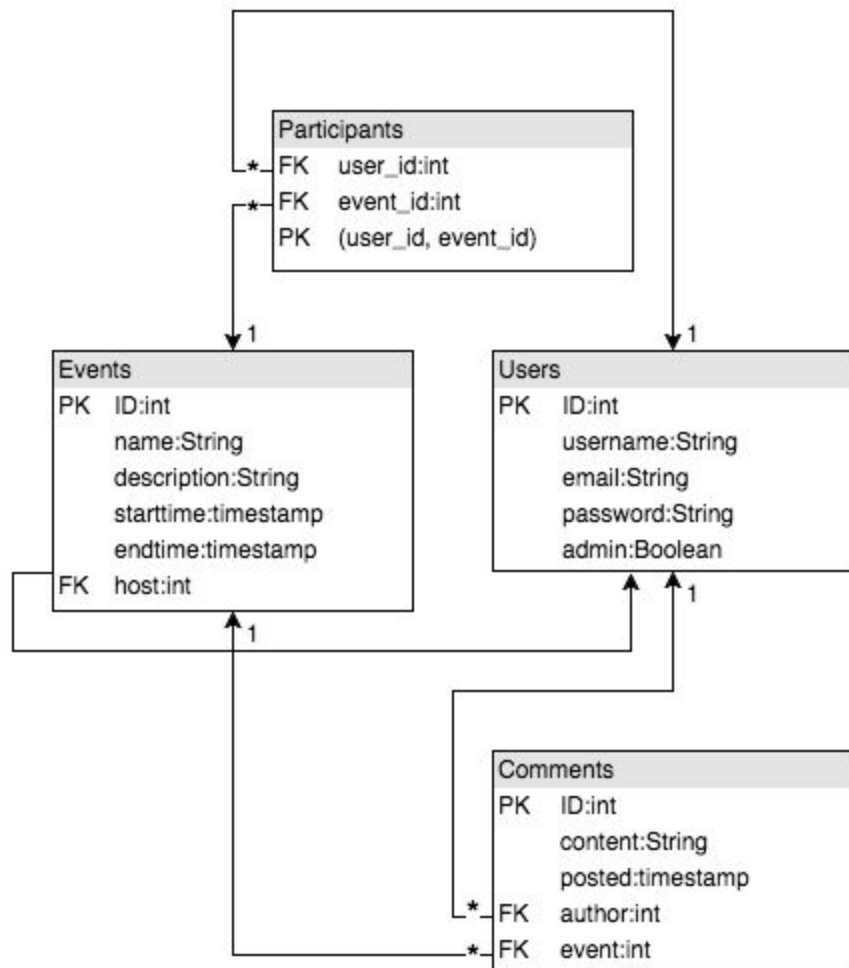 Participants
* FK user_id:int
* FK event_id:int
PK (user_id, event_id)
1
1
Events
PK ID:int
name:String
description:String
starttime:timestamp
endtime:timestamp
FK host:int
Users
PK ID:int
username:String
email:String
password:String
admin:Boolean
1
1
Comments
PK ID:int
content:String
posted:timestamp
* FK author:int
* FK event:int